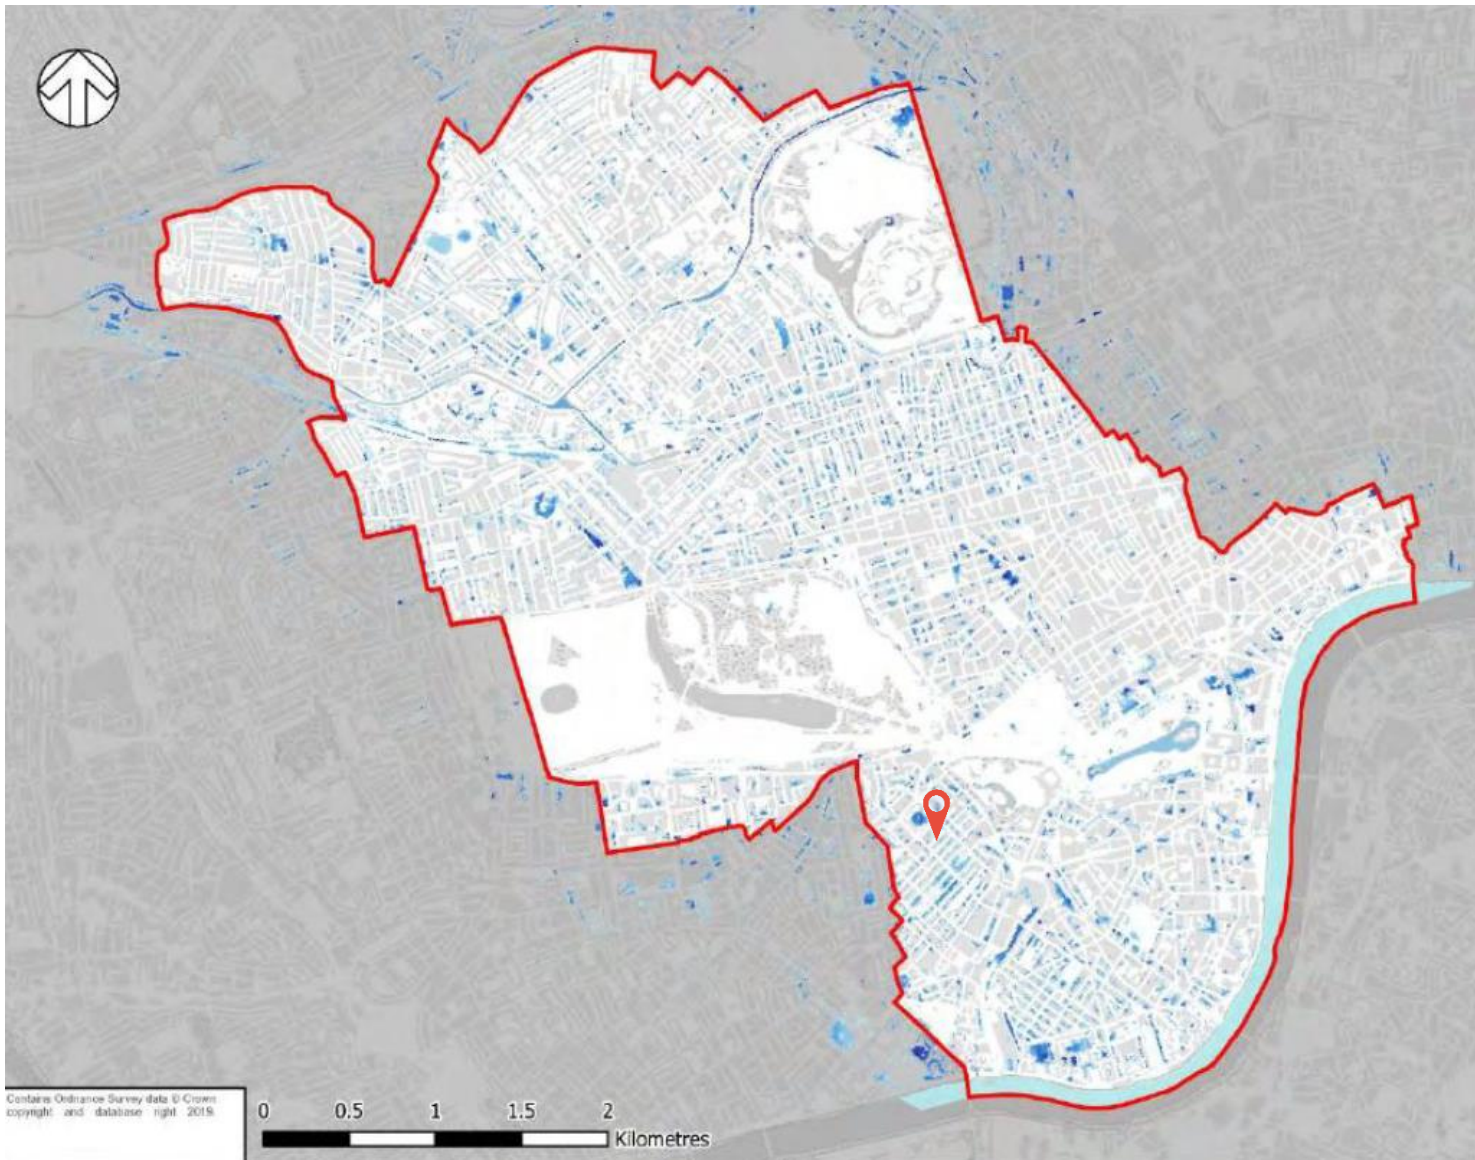 Contains Ordnance Survey data © Crown
copyright and database right 2019.
0 0.5 1 1.5 2
Kilometres